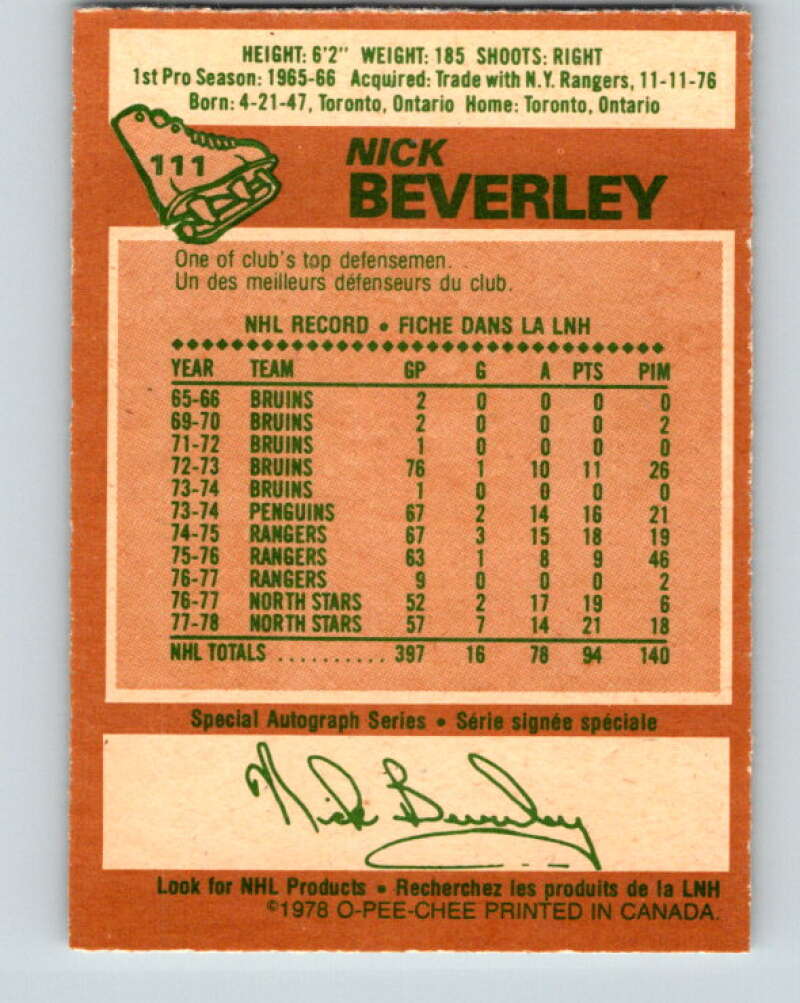 HEIGHT: 6'2" WEIGHT: 185 SHOOTS: RIGHT
1st Pro Season: 1965-66 Acquired: Trade with N.Y. Rangers, 11-11-76
Born: 4-21-47, Toronto, Ontario Home: Toronto, Ontario
111
NICK
BEVERLEY
One of club's top defensemen.
Un des meilleurs défenseurs du club.
NHL RECORD • FICHE DANS LA LNH
YEAR TEAM GP G A PTS PIM
65-66 BRUINS 2 0 0 0 0
69-70 BRUINS 2 0 0 0 2
71-72 BRUINS 1 0 0 0 0
72-73 BRUINS 76 1 10 11 26
73-74 BRUINS 1 0 0 0 0
73-74 PENGUINS 67 2 14 16 21
74-75 RANGERS 67 3 15 18 19
75-76 RANGERS 63 1 8 9 46
76-77 RANGERS 9 0 0 0 2
76-77 NORTH STARS 52 2 17 19 6
77-78 NORTH STARS 57 7 14 21 18
NHL TOTALS .......... 397 16 78 94 140
Special Autograph Series • Série signée spéciale
Nick Beverley
Look for NHL Products • Recherchez les produits de la LNH
©1978 O-PEE-CHEE PRINTED IN CANADA.